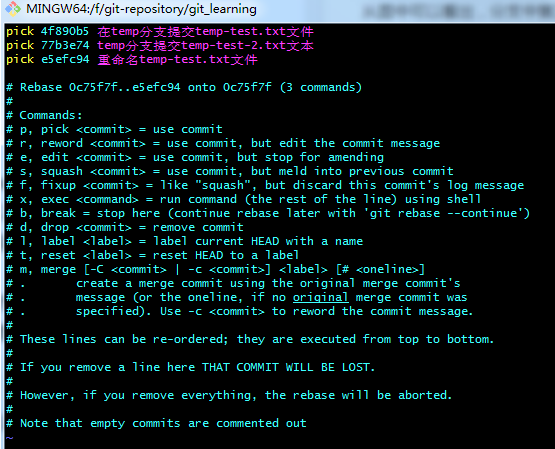 MINGW64:/f/git-repository/git_learning
pick 4f890b5 在temp分支提交temp-test.txt文件
pick 77b3e74 temp分支提交temp-test-2.txt文本
pick e5efc94 重命名temp-test.txt文件
# Rebase 0c75f7f..e5efc94 onto 0c75f7f (3 commands)
#
# Commands:
# p, pick <commit> = use commit
# r, reword <commit> = use commit, but edit the commit message
# e, edit <commit> = use commit, but stop for amending
# s, squash <commit> = use commit, but meld into previous commit
# f, fixup <commit> = like "squash", but discard this commit's log message
# x, exec <command> = run command (the rest of the line) using shell
# b, break = stop here (continue rebase later with 'git rebase --continue')
# d, drop <commit> = remove commit
# l, label <label> = label current HEAD with a name
# t, reset <label> = reset HEAD to a label
# m, merge [-C <commit> | -c <commit>] <label> [# <oneline>]
# . create a merge commit using the original merge commit's
# . message (or the oneline, if no original merge commit was
# . specified). Use -c <commit> to reword the commit message.
#
# These lines can be re-ordered; they are executed from top to bottom.
#
# If you remove a line here THAT COMMIT WILL BE LOST.
#
# However, if you remove everything, the rebase will be aborted.
#
# Note that empty commits are commented out
~